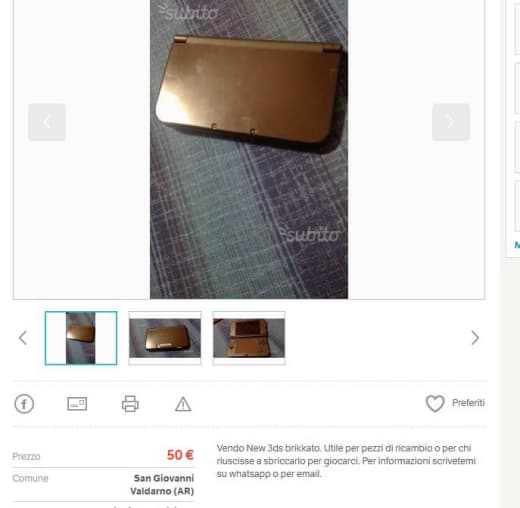 subito
subito
M
Preferiti
Prezzo
50 €
Comune
San Giovanni
Valdarno (AR)
Vendo New 3ds brikkato. Utile per pezzi di ricambio o per chi
riuscisse a sbriccarlo per giocarci. Per informazioni scrivetemi
su whatsapp o per email.